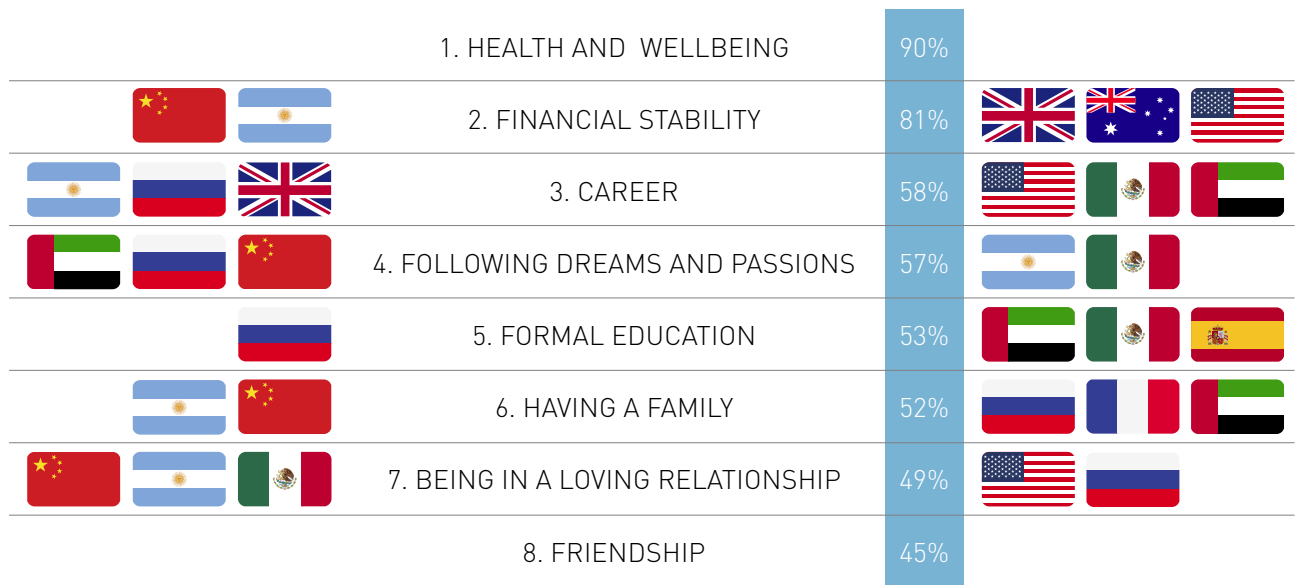 1. HEALTH AND WELLBEING 90%
2. FINANCIAL STABILITY 81%
3. CAREER 58%
4. FOLLOWING DREAMS AND PASSIONS 57%
5. FORMAL EDUCATION 53%
6. HAVING A FAMILY 52%
7. BEING IN A LOVING RELATIONSHIP 49%
8. FRIENDSHIP 45%